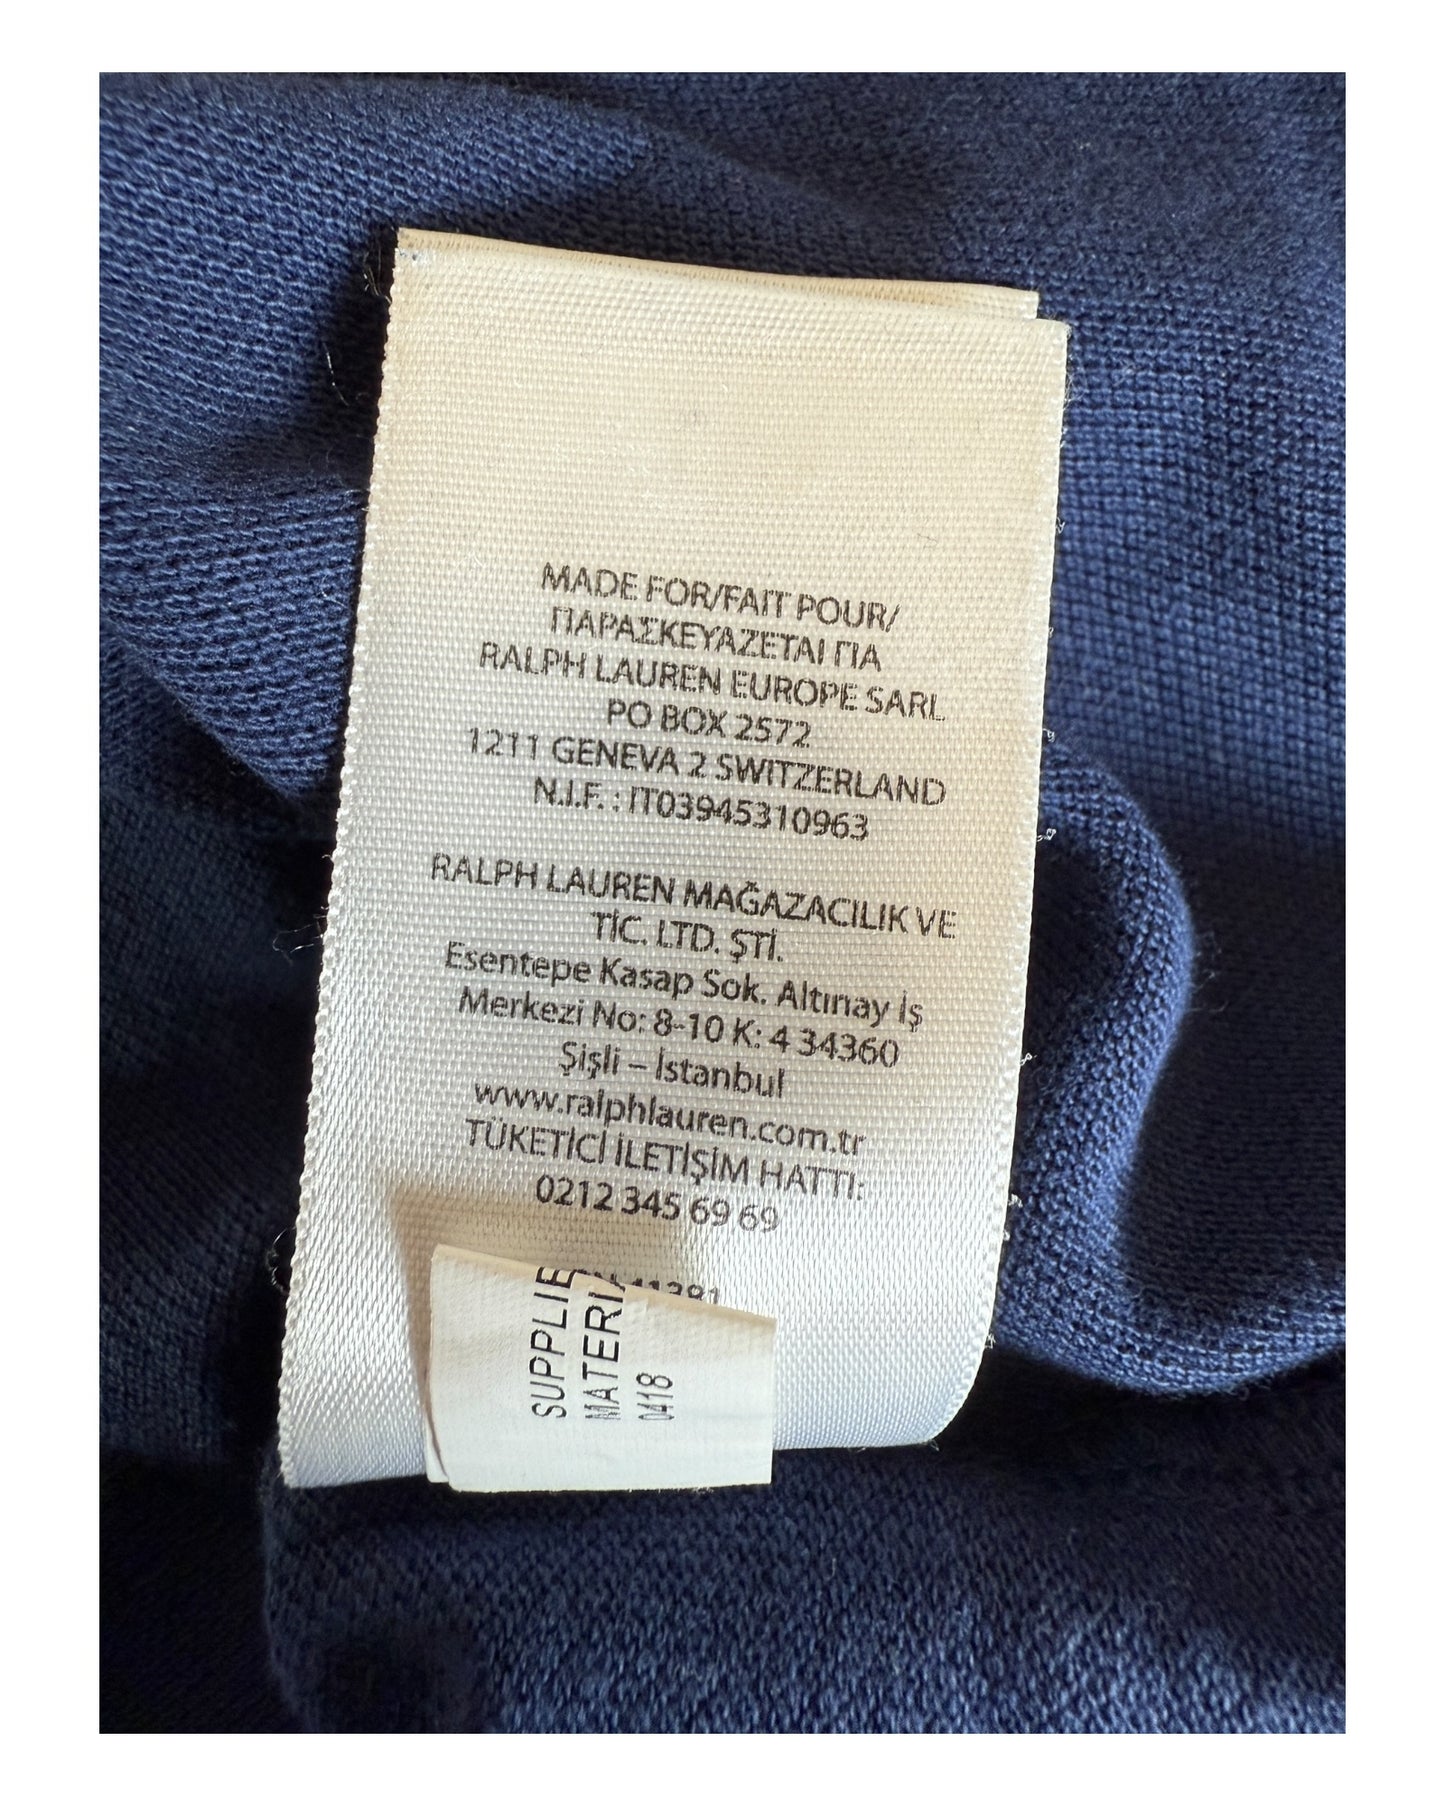 MADE FOR/FAIT POUR/
ΠΑΡΑΣΚΕΥΑΖΕΤΑΙ ΓΙΑ
RALPH LAUREN EUROPE SARL
PO BOX 2572
1211 GENEVA 2 SWITZERLAND
N.I.F. : IT03945310963
RALPH LAUREN MAĞAZACILIK VE
TİC. LTD. ŞTİ.
Esentepe Kasap Sok. Altınay İş
Merkezi No: 8-10 K: 4 34360
Şişli – İstanbul
www.ralphlauren.com.tr
TÜKETİCİ İLETİŞİM HATTI:
0212 345 69 69
41381
0418